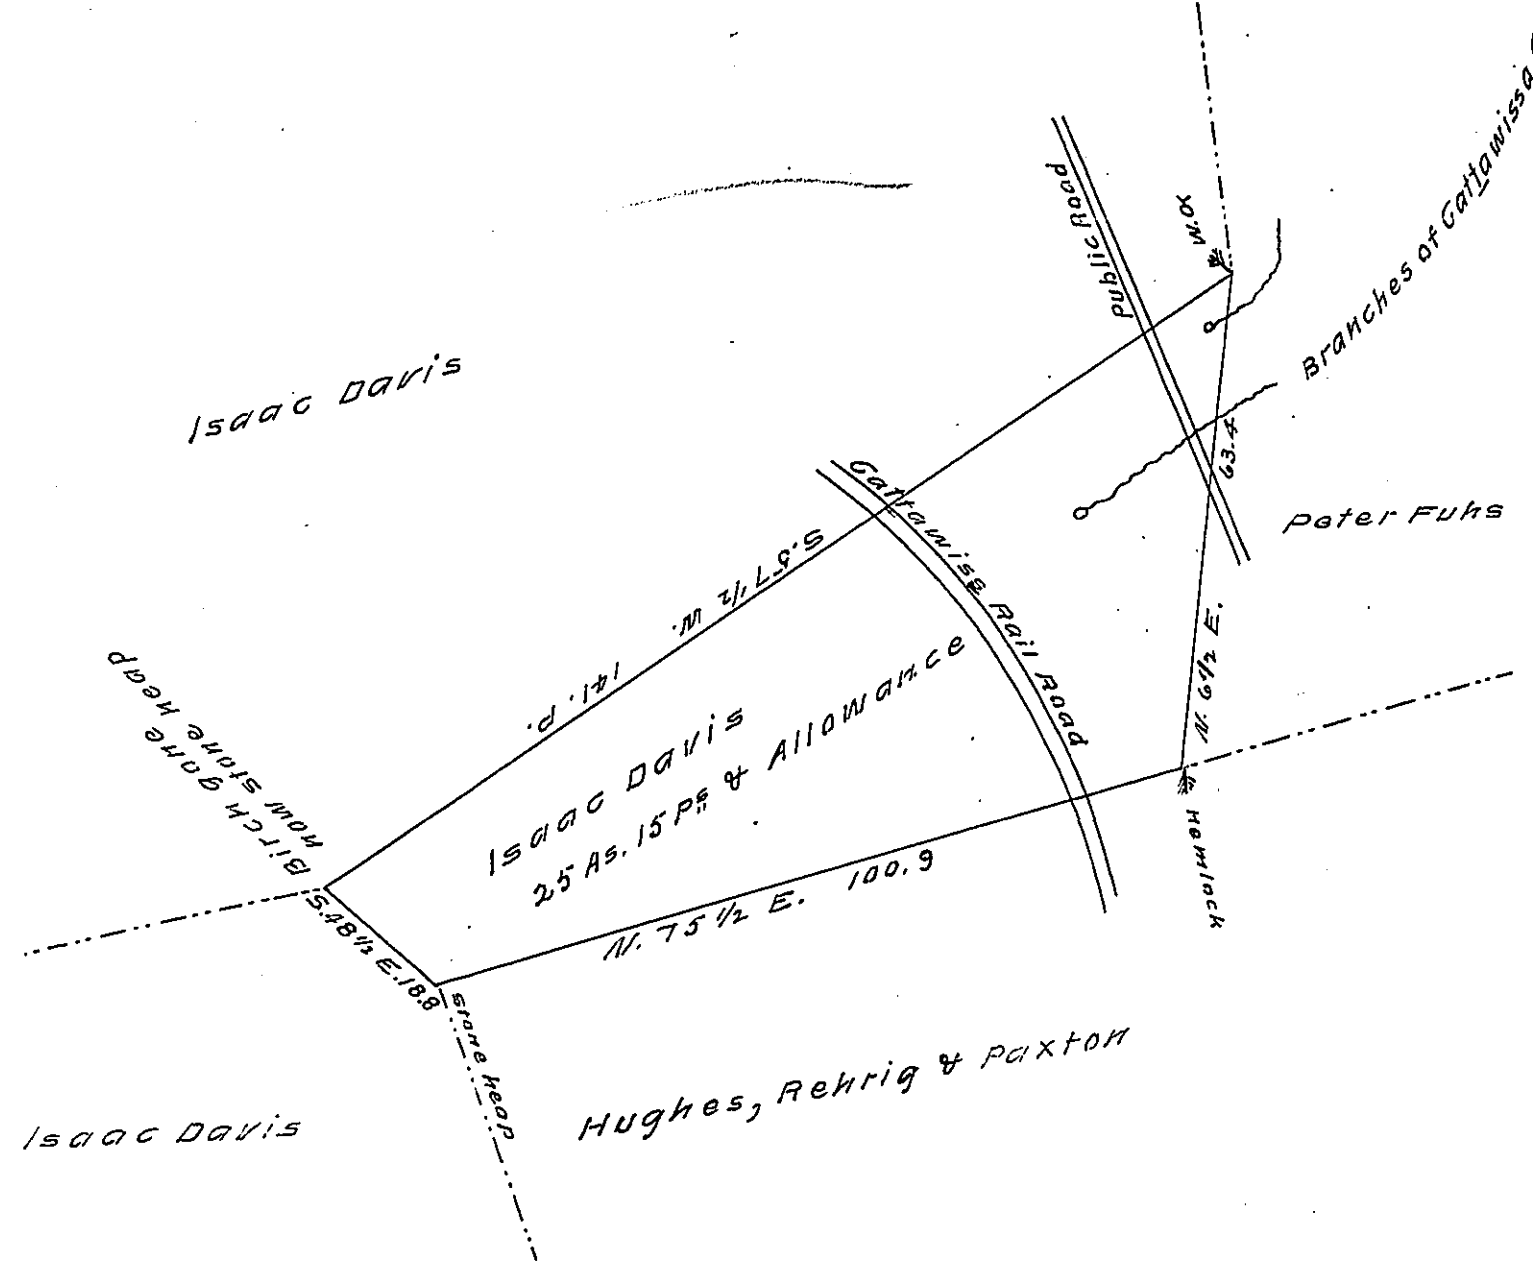 Public Road
W.O.
Branches of Cattawissa
Isaac Davis
Cattawissa Rail Road
63.4
Peter Fuhs
S. 57 1/2 W.
141. P.
N. 6 1/2 E.
Birch gone
now stone heap
Isaac Davis
25 As. 15 Ps & Allowance
Hemlock
N. 75 1/2 E. 100.9
S. 48 1/2 E. 18.8
stone heap
Hughes, Rehrig & Paxton
Isaac Davis